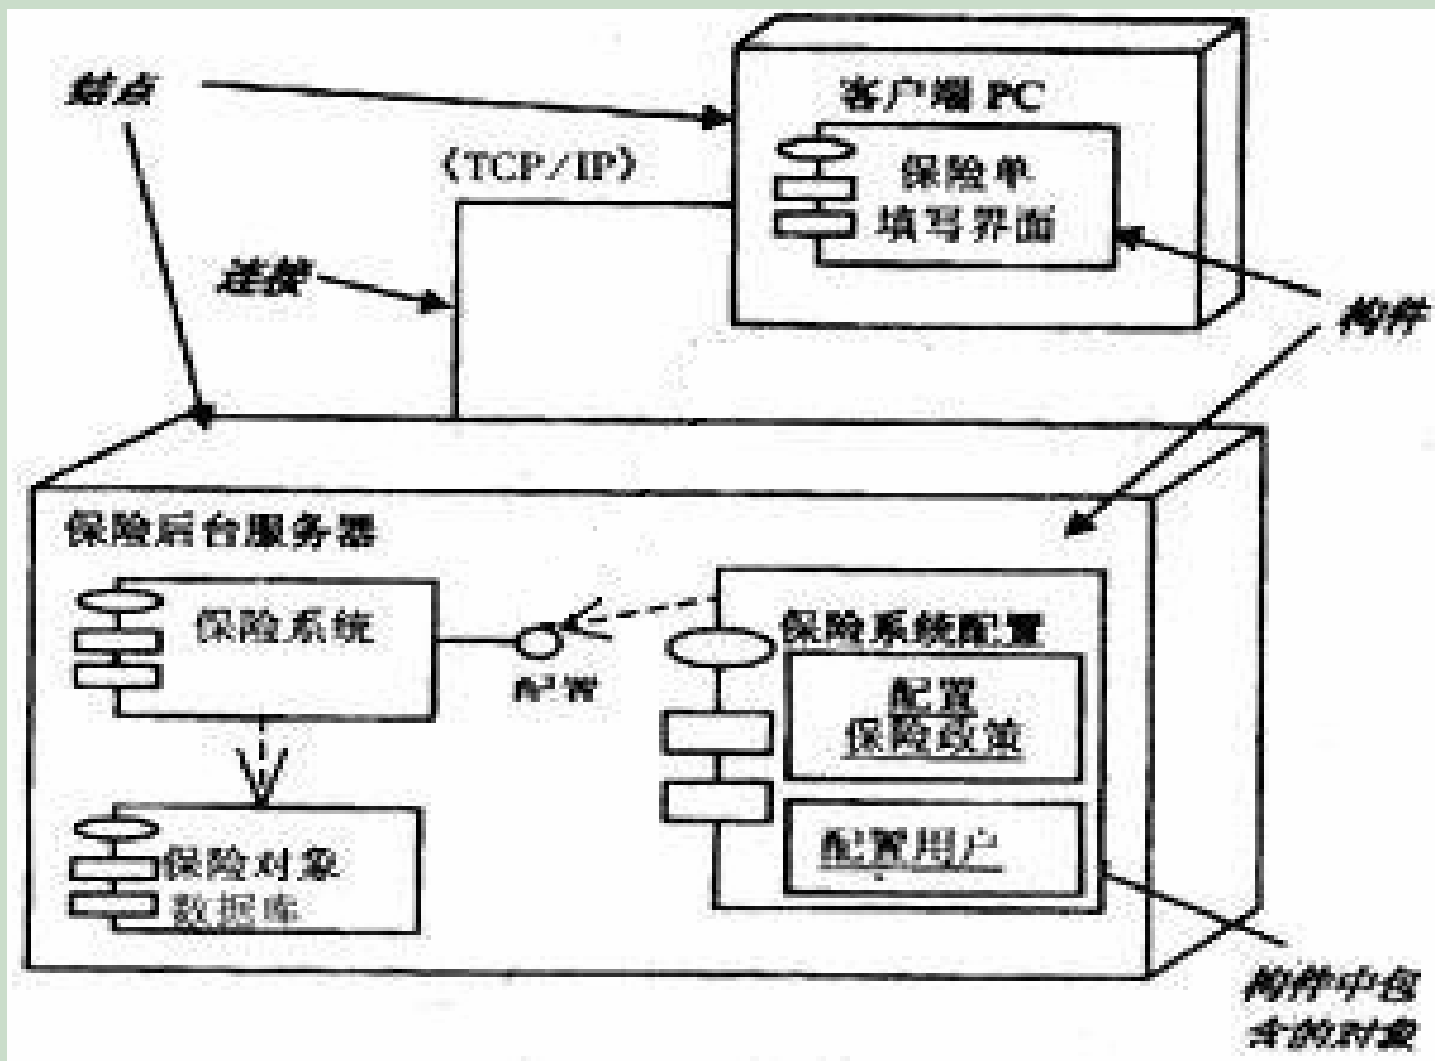 结点
客户端 PC
《TCP/IP》
保险单
填写界面
连接
构件
保险后台服务器
保险系统
配置
保险系统配置
配置
保险政策
配置用户
保险对象
数据库
构件中包
含的对象